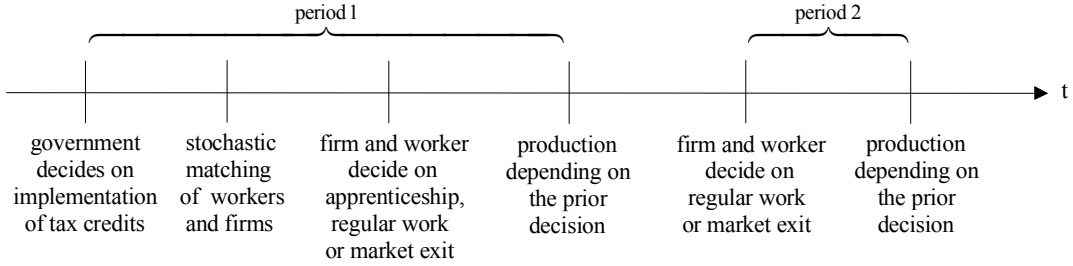 period 1
period 2
t
government
decides on
implementation
of tax credits
stochastic
matching
of workers
and firms
firm and worker
decide on
apprenticeship,
regular work
or market exit
production
depending on
the prior
decision
firm and worker
decide on
regular work
or market exit
production
depending on
the prior
decision